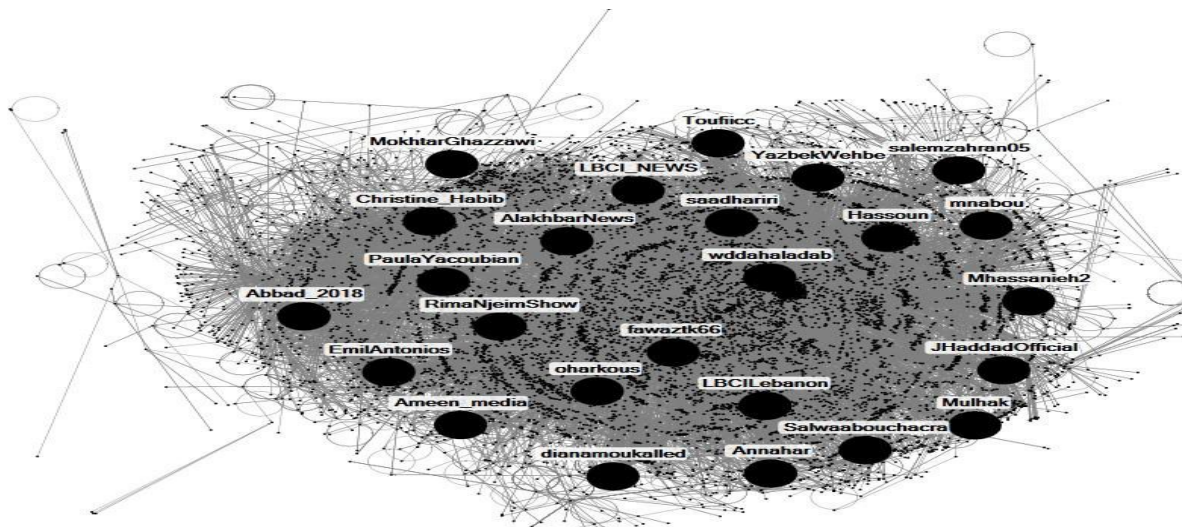 Toufiicc
MokhtarGhazzawi
YazbekWehbe
salemzahran05
LBCI_NEWS
Christine_Habib
saadhariri
mnabou
AlakhbarNews
Hassoun
PaulaYacoubian
wddahaladab
Mhassanieh2
Abbad_2018
RimaNjeimShow
fawaztk66
EmilAntonios
JHaddadOfficial
oharkous
LBCILebanon
Ameen_media
Mulhak
Salwaabouchacra
dianamoukalled
Annahar